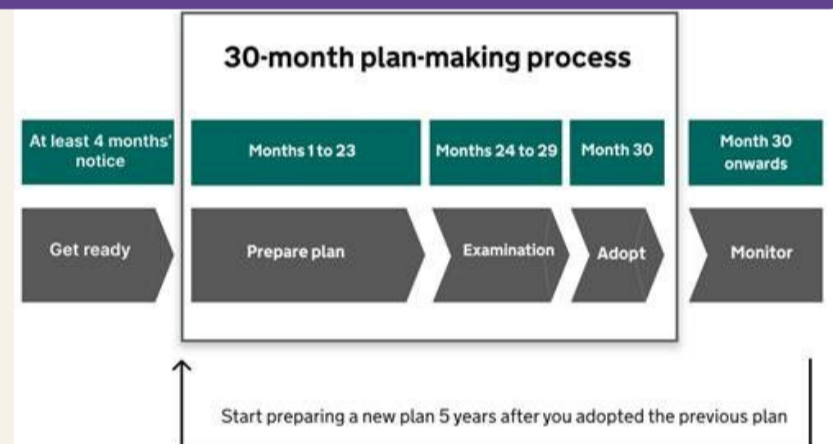 30-month plan-making process
At least 4 months'
notice
Months 1 to 23
Months 24 to 29
Month 30
Month 30
onwards
Get ready
Prepare plan
Examination
Adopt
Monitor
Start preparing a new plan 5 years after you adopted the previous plan